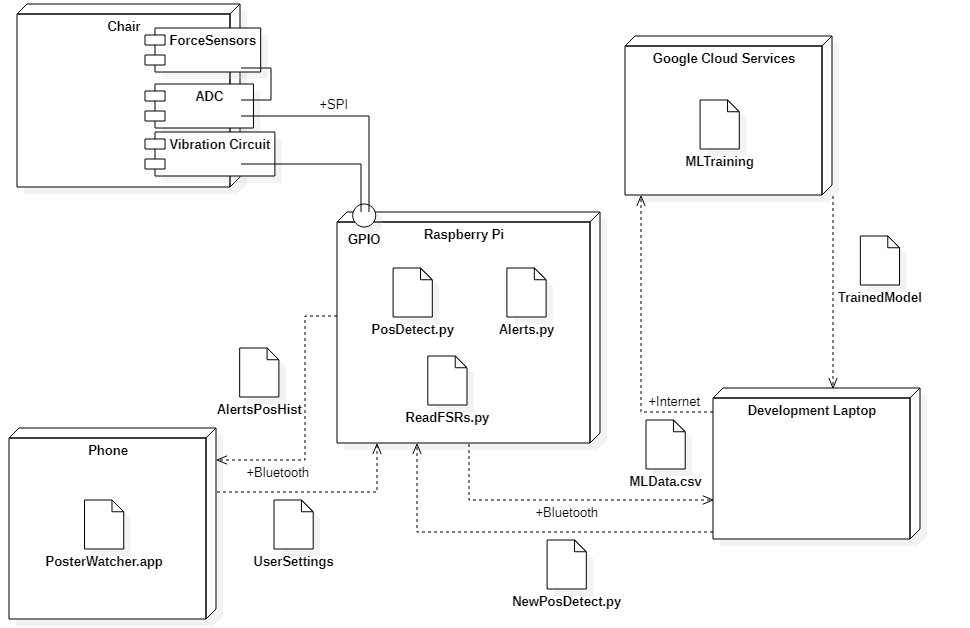 Chair
ForceSensors
ADC
Vibration Circuit
+SPI
GPIO
Google Cloud Services
MLTraining
Raspberry Pi
PosDetect.py
Alerts.py
ReadFSRs.py
TrainedModel
AlertsPosHist
+Internet
Development Laptop
MLData.csv
Phone
+Bluetooth
PosterWatcher.app
UserSettings
+Bluetooth
NewPosDetect.py